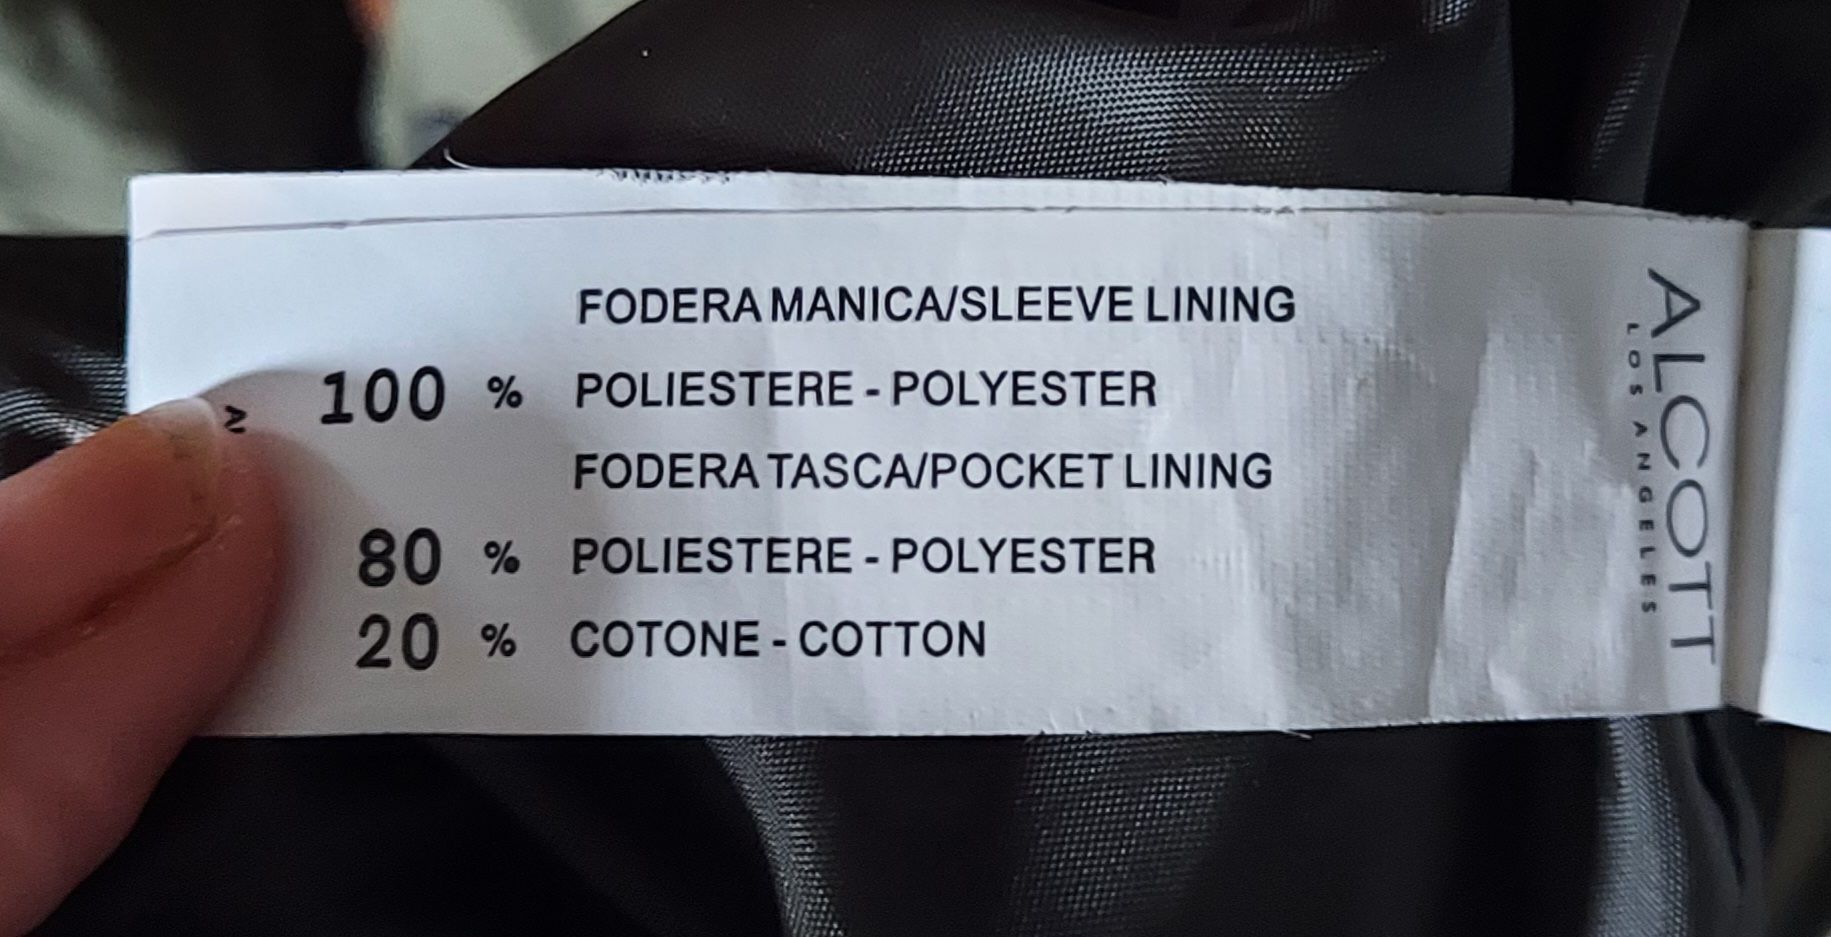 FODERA MANICA/SLEEVE LINING
100 % POLIESTERE - POLYESTER
FODERA TASCA/POCKET LINING
80 % POLIESTERE - POLYESTER
20 % COTONE - COTTON
ALCOTT
LOS ANGELES